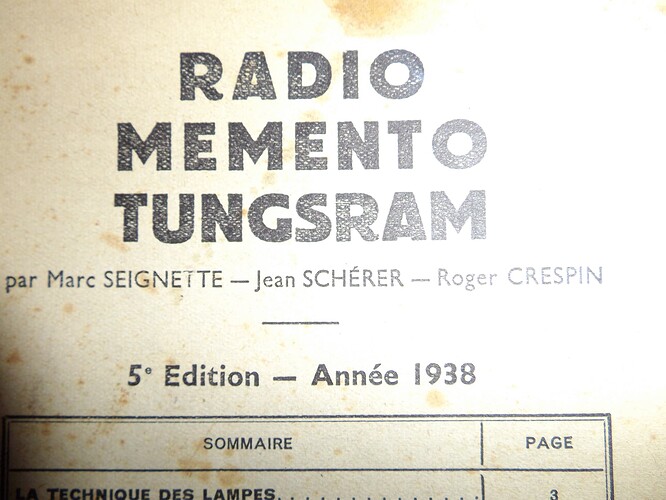 RADIO
MEMENTO
TUNGSRAM
par Marc SEIGNETTE — Jean SCHÉRER — Roger CRESPIN
5e Edition — Année 1938
SOMMAIRE PAGE
LA TECHNIQUE DES LAMPES. . . . . . . . . . . . . . 3